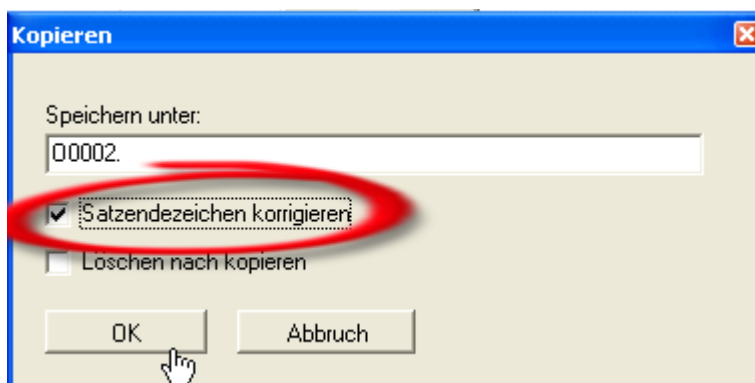 Kopieren
Speichern unter:
O0002.
Satzendezeichen korrigieren
Löschen nach kopieren
OK
Abbruch